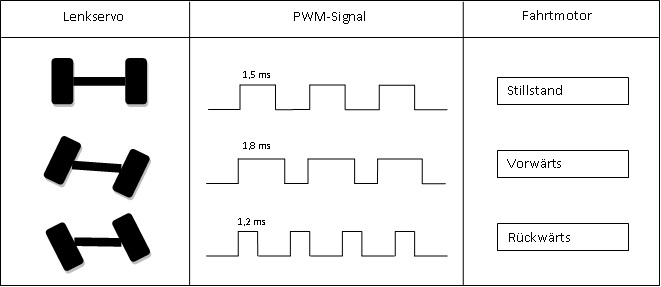 Lenkservo PWM-Signal Fahrtmotor
1,5 ms
Stillstand
1,8 ms
Vorwärts
1,2 ms
Rückwärts